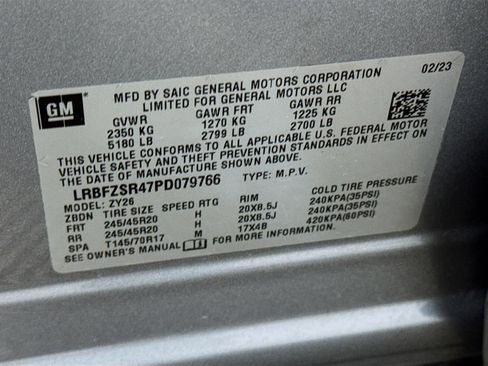 GM
MFD BY SAIC GENERAL MOTORS CORPORATION 02/23
LIMITED FOR GENERAL MOTORS LLC
GVWR GAWR FRT GAWR RR
2350 KG 1270 KG 1225 KG
5180 LB 2799 LB 2700 LB
THIS VEHICLE CONFORMS TO ALL APPLICABLE U.S. FEDERAL MOTOR
VEHICLE SAFETY AND THEFT PREVENTION STANDARDS IN EFFECT
ON THE DATE OF MANUFACTURE SHOWN ABOVE.
LRBFZSR47PD079766 TYPE: M.P.V.
MODEL: ZY26
ZBDN TIRE SIZE SPEED RTG RIM COLD TIRE PRESSURE
FRT 245/45R20 H 20X8.5J 240KPA(35PSI)
RR 245/45R20 H 20X8.5J 240KPA(35PSI)
SPA T145/70R17 M 17X4B 420KPA(60PSI)
SEE OWNER'S MANUAL FOR MORE INFORMATION.